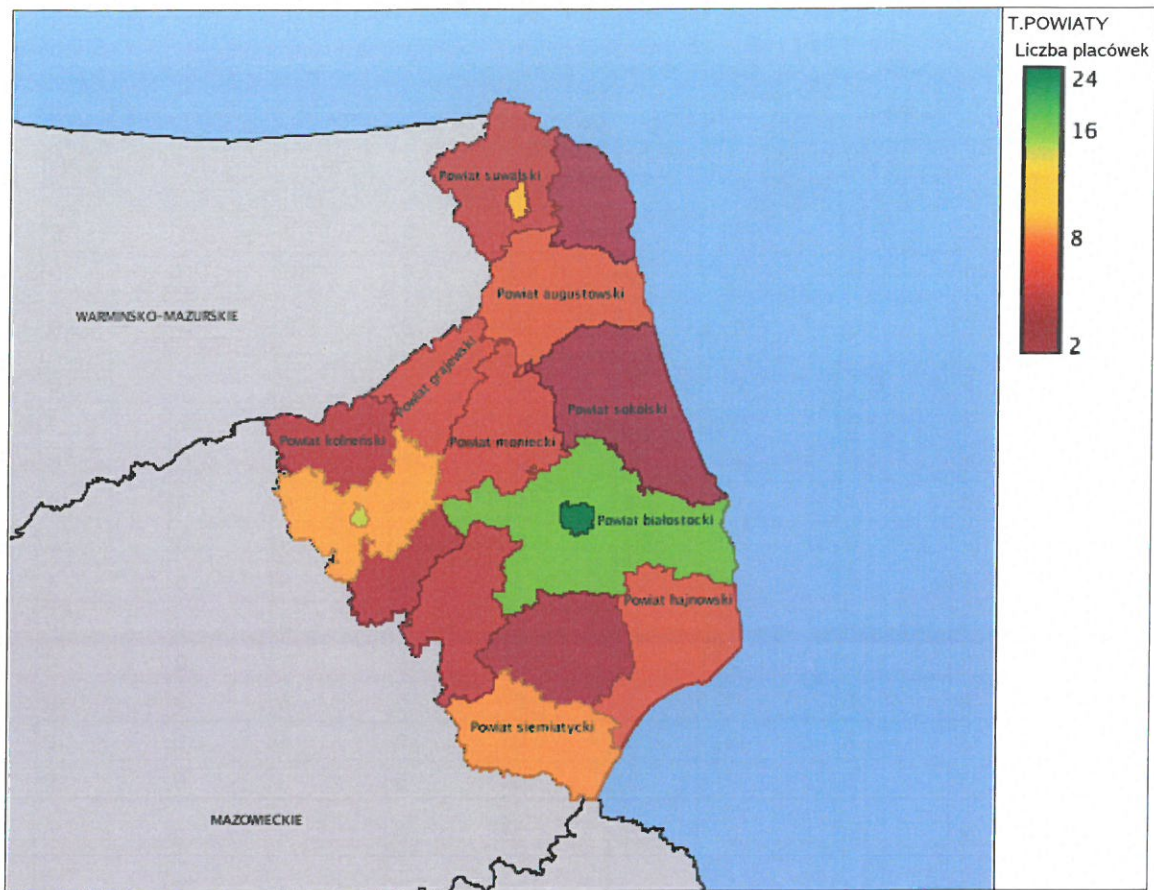 T.POWIATY
Liczba placówek
24
16
8
2
Powiat suwalski
Powiat augustowski
WARMINSKO-MAZURSKIE
Powiat grajewski
Powiat sokolski
Powiat kolneński
Powiat moniecki
Powiat białostocki
Powiat hajnowski
Powiat siemiatycki
MAZOWIECKIE